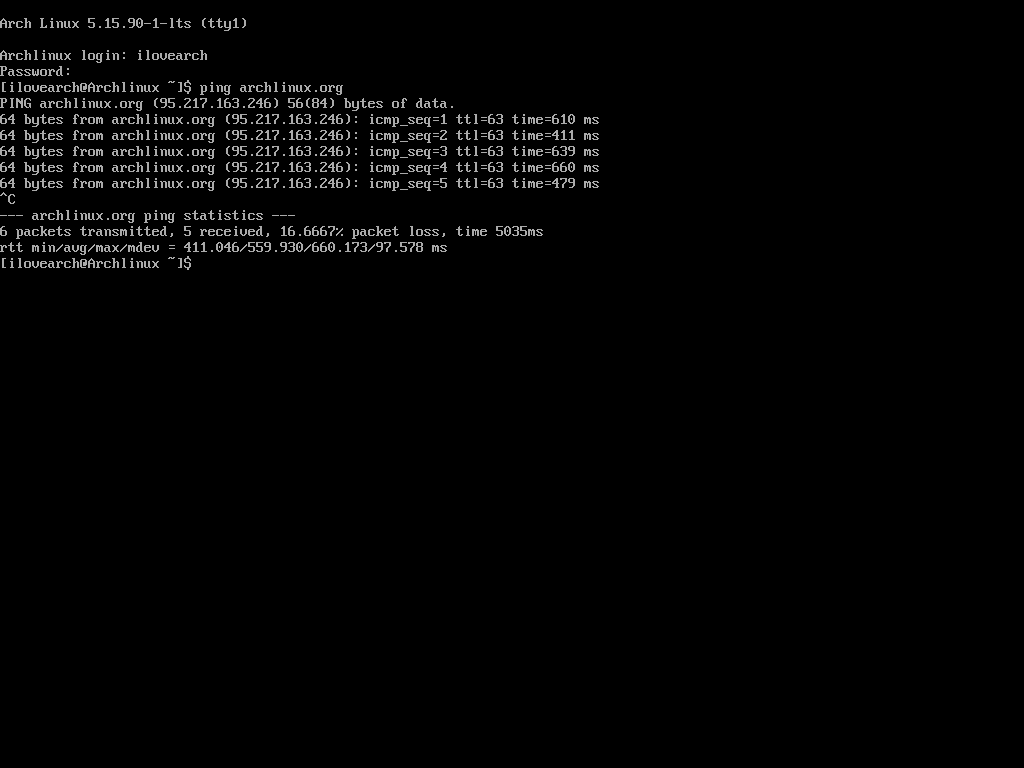 Arch Linux 5.15.90-1-lts (tty1)
Archlinux login: ilovearch
Password:
[ilovearch@Archlinux ~]$ ping archlinux.org
PING archlinux.org (95.217.163.246) 56(84) bytes of data.
64 bytes from archlinux.org (95.217.163.246): icmp_seq=1 ttl=63 time=610 ms
64 bytes from archlinux.org (95.217.163.246): icmp_seq=2 ttl=63 time=411 ms
64 bytes from archlinux.org (95.217.163.246): icmp_seq=3 ttl=63 time=639 ms
64 bytes from archlinux.org (95.217.163.246): icmp_seq=4 ttl=63 time=660 ms
64 bytes from archlinux.org (95.217.163.246): icmp_seq=5 ttl=63 time=479 ms
^C
--- archlinux.org ping statistics ---
6 packets transmitted, 5 received, 16.6667% packet loss, time 5035ms
rtt min/avg/max/mdev = 411.046/559.930/660.173/97.578 ms
[ilovearch@Archlinux ~]$